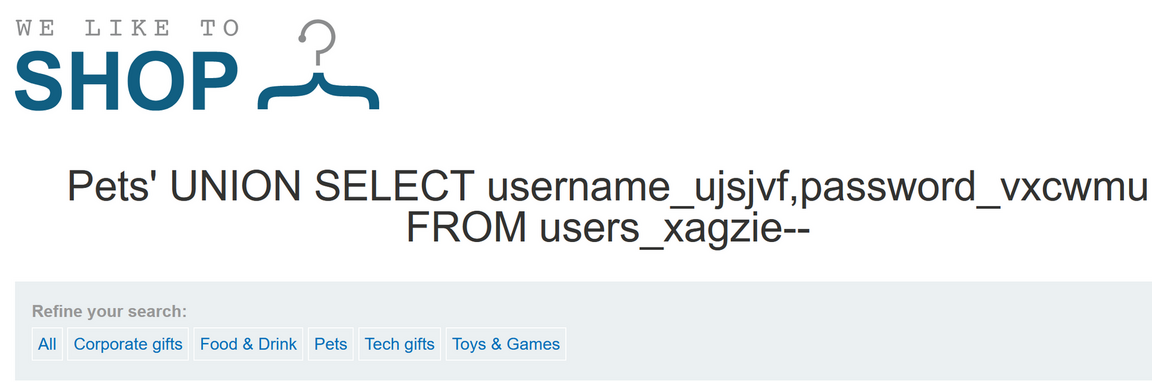 WE LIKE TO
SHOP
Pets' UNION SELECT username_ujsjvf,password_vxcwmu
FROM users_xagzie--
Refine your search:
All Corporate gifts Food & Drink Pets Tech gifts Toys & Games